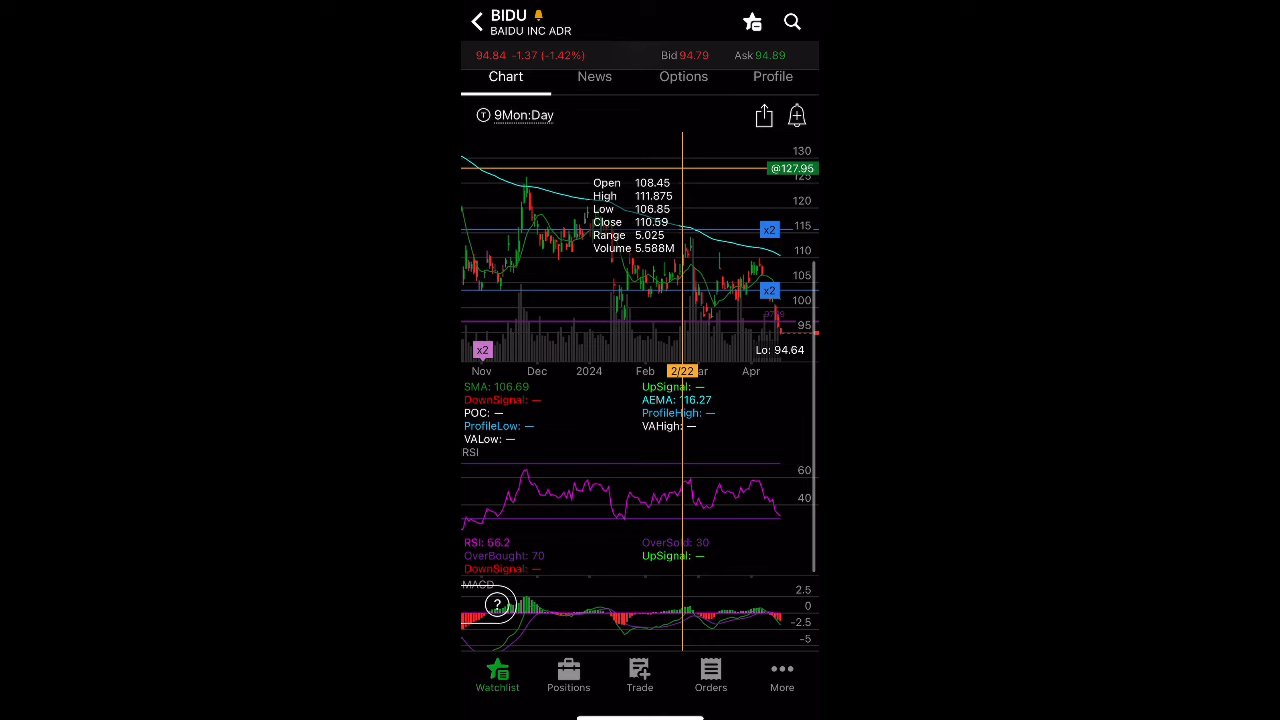 BIDU
BAIDU INC ADR
94.84 -1.37 (-1.42%) Bid 94.79 Ask 94.89
Chart News Options Profile
T 9Mon:Day
130
@127.95
125
120
115
110
105
100
95
x2
x2
x2
Open 108.45
High 111.875
Low 106.85
Close 110.59
Range 5.025
Volume 5.588M
Lo: 94.64
Nov Dec 2024 Feb 2/22 ar Apr
SMA: 106.69 UpSignal: —
DownSignal: — AEMA: 116.27
POC: — ProfileHigh: —
ProfileLow: — VAHigh: —
VALow: —
RSI
60
40
RSI: 56.2 OverSold: 30
OverBought: 70 UpSignal: —
DownSignal: —
MACD
?
2.5
0
-2.5
-5
Watchlist Positions Trade Orders More